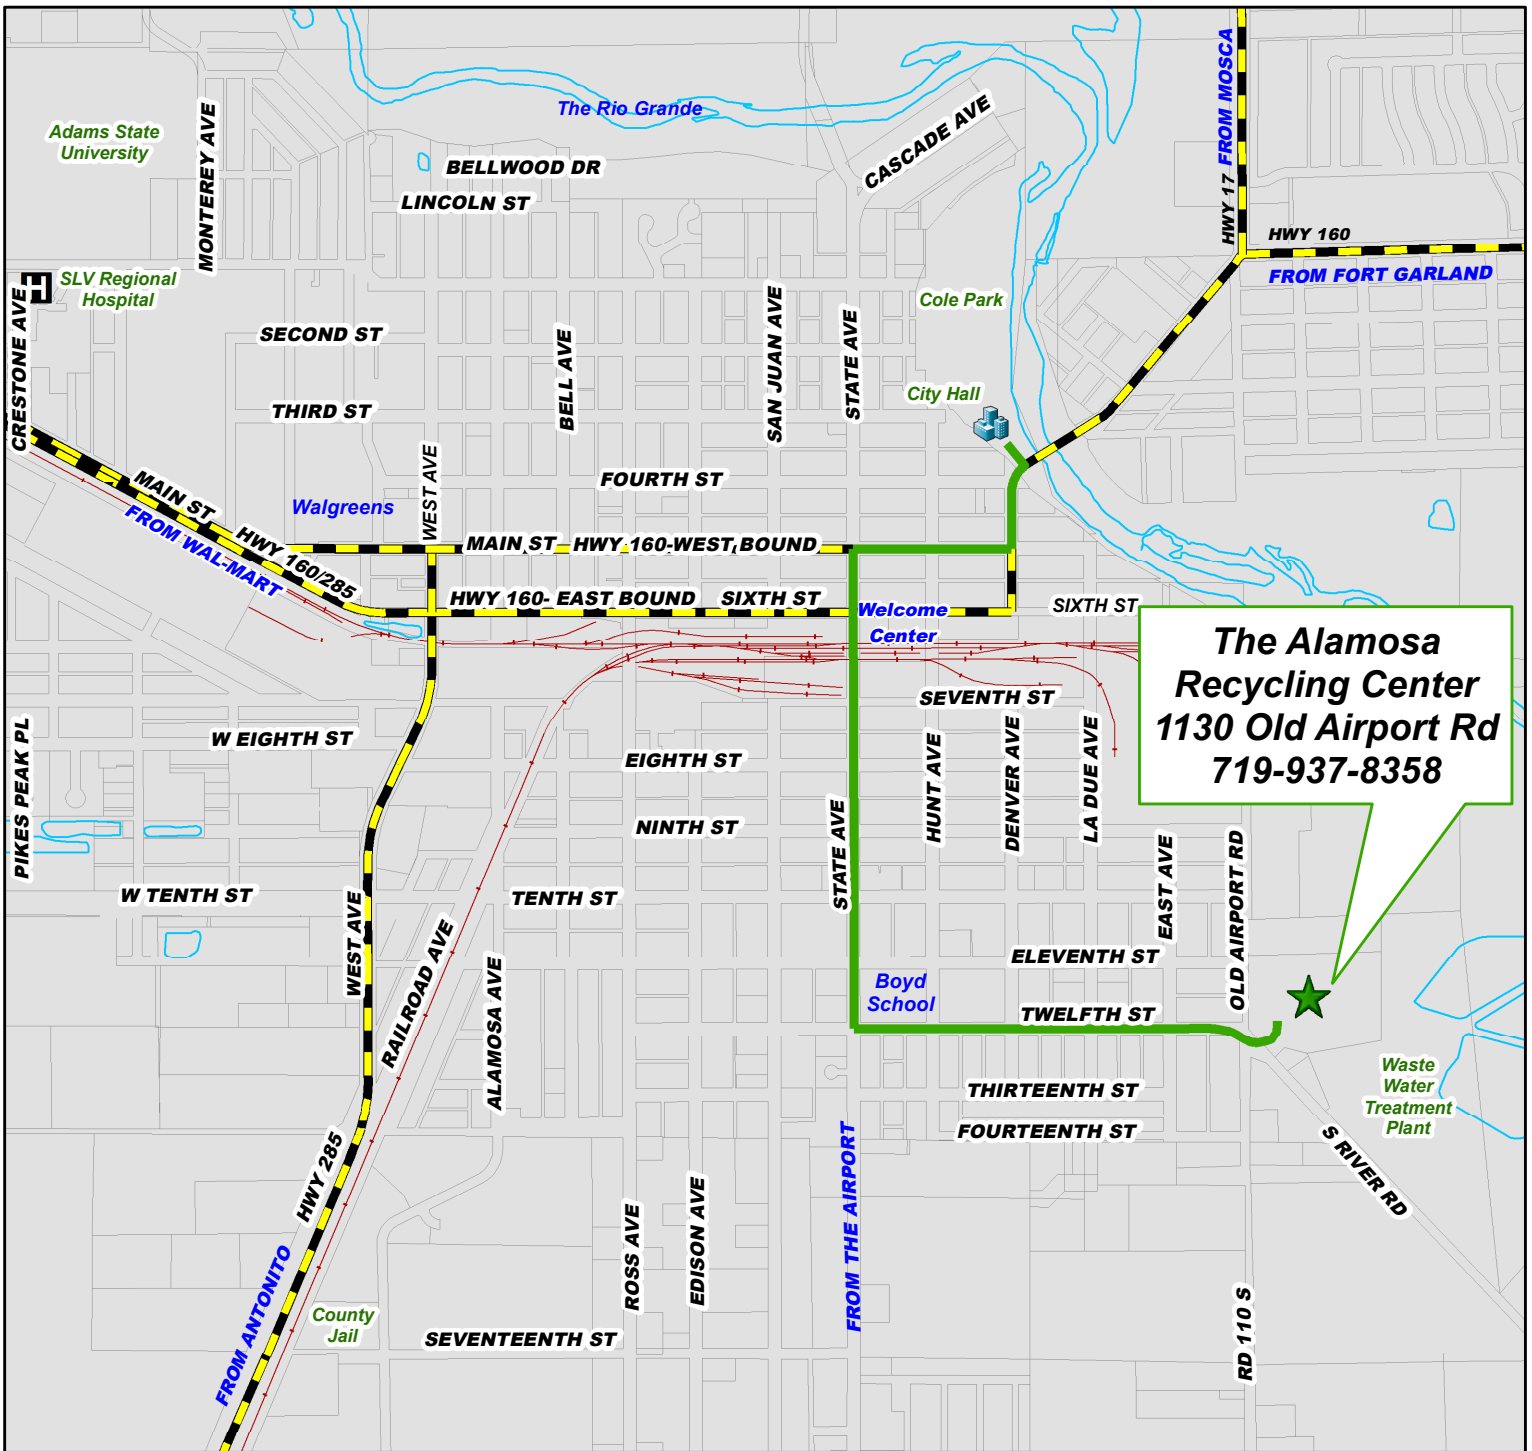 FROM MOSCA
HWY 17
The Rio Grande
CASCADE AVE
MONTEREY AVE
Adams State
University
BELLWOOD DR
LINCOLN ST
HWY 160
FROM FORT GARLAND
H
SLV Regional
Hospital
CRESTONE AVE
Cole Park
SECOND ST
BELL AVE
SAN JUAN AVE
STATE AVE
City Hall
THIRD ST
WEST AVE
FOURTH ST
MAIN ST
Walgreens
FROM WAL-MART
HWY 160/285
MAIN ST HWY 160-WEST BOUND
HWY 160- EAST BOUND SIXTH ST
Welcome
Center
SIXTH ST
The Alamosa
Recycling Center
1130 Old Airport Rd
719-937-8358
SEVENTH ST
PIKES PEAK PL
W EIGHTH ST
EIGHTH ST
HUNT AVE
DENVER AVE
LA DUE AVE
NINTH ST
STATE AVE
EAST AVE
OLD AIRPORT RD
W TENTH ST
TENTH ST
WEST AVE
RAILROAD AVE
ALAMOSA AVE
ELEVENTH ST
Boyd
School
TWELFTH ST
Waste
Water
Treatment
Plant
THIRTEENTH ST
FOURTEENTH ST
S RIVER RD
HWY 285
FROM THE AIRPORT
ROSS AVE
EDISON AVE
FROM ANTONITO
County
Jail
SEVENTEENTH ST
RD 110 S